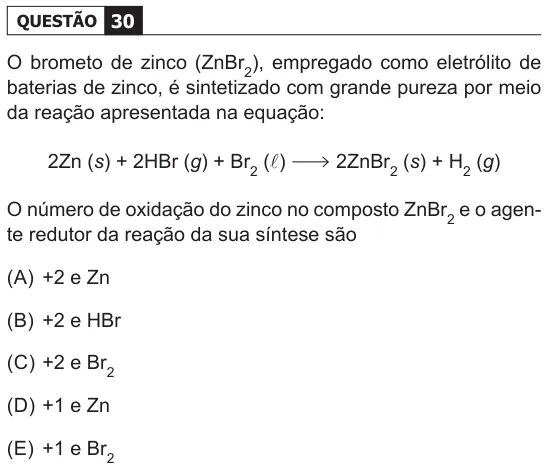 QUESTÃO 30
O brometo de zinco (ZnBr₂), empregado como eletrólito de
baterias de zinco, é sintetizado com grande pureza por meio
da reação apresentada na equação:
2Zn (s) + 2HBr (g) + Br₂ (ℓ) ⟶ 2ZnBr₂ (s) + H₂ (g)
O número de oxidação do zinco no composto ZnBr₂ e o agen-
te redutor da reação da sua síntese são
(A) +2 e Zn
(B) +2 e HBr
(C) +2 e Br₂
(D) +1 e Zn
(E) +1 e Br₂